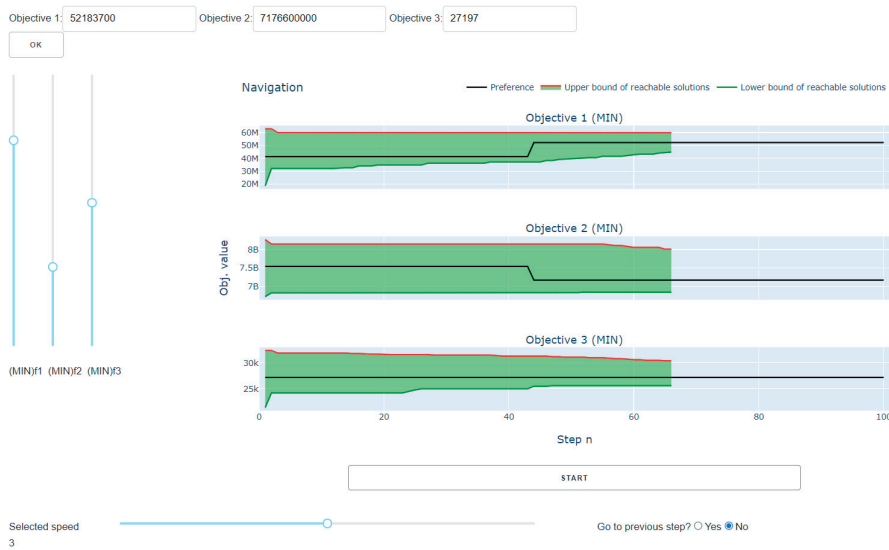 Objective 1: 52183700 Objective 2: 7176600000 Objective 3: 27197
OK
Navigation
Preference Upper bound of reachable solutions Lower bound of reachable solutions
Objective 1 (MIN)
60M
50M
40M
30M
20M
Objective 2 (MIN)
8B
7.5B
7B
Obj. value
Objective 3 (MIN)
30k
25k
0 20 40 60 80 100
Step n
(MIN)f1 (MIN)f2 (MIN)f3
START
Selected speed
3
Go to previous step? Yes No